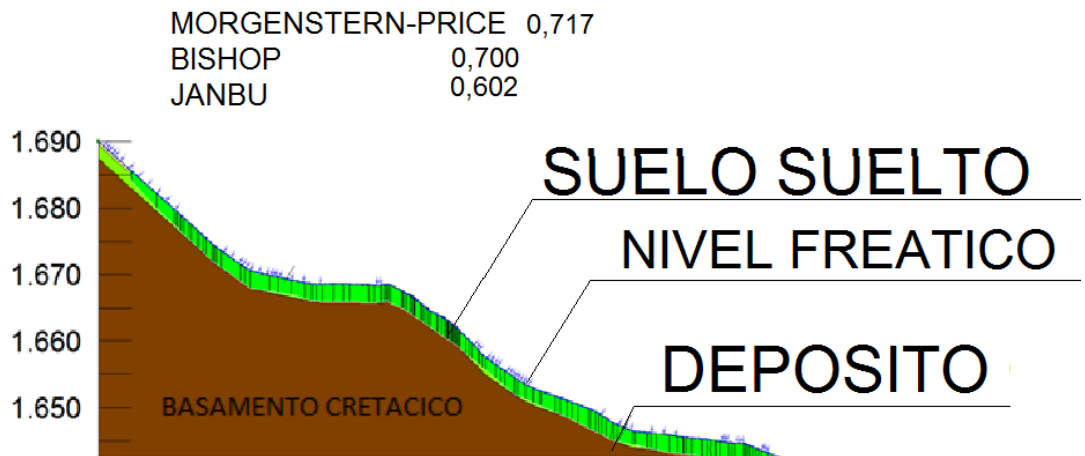 MORGENSTERN-PRICE 0,717
BISHOP 0,700
JANBU 0,602
1.690
SUELO SUELTO
1.680
NIVEL FREATICO
1.670
1.660
DEPOSITO
1.650
BASAMENTO CRETACICO